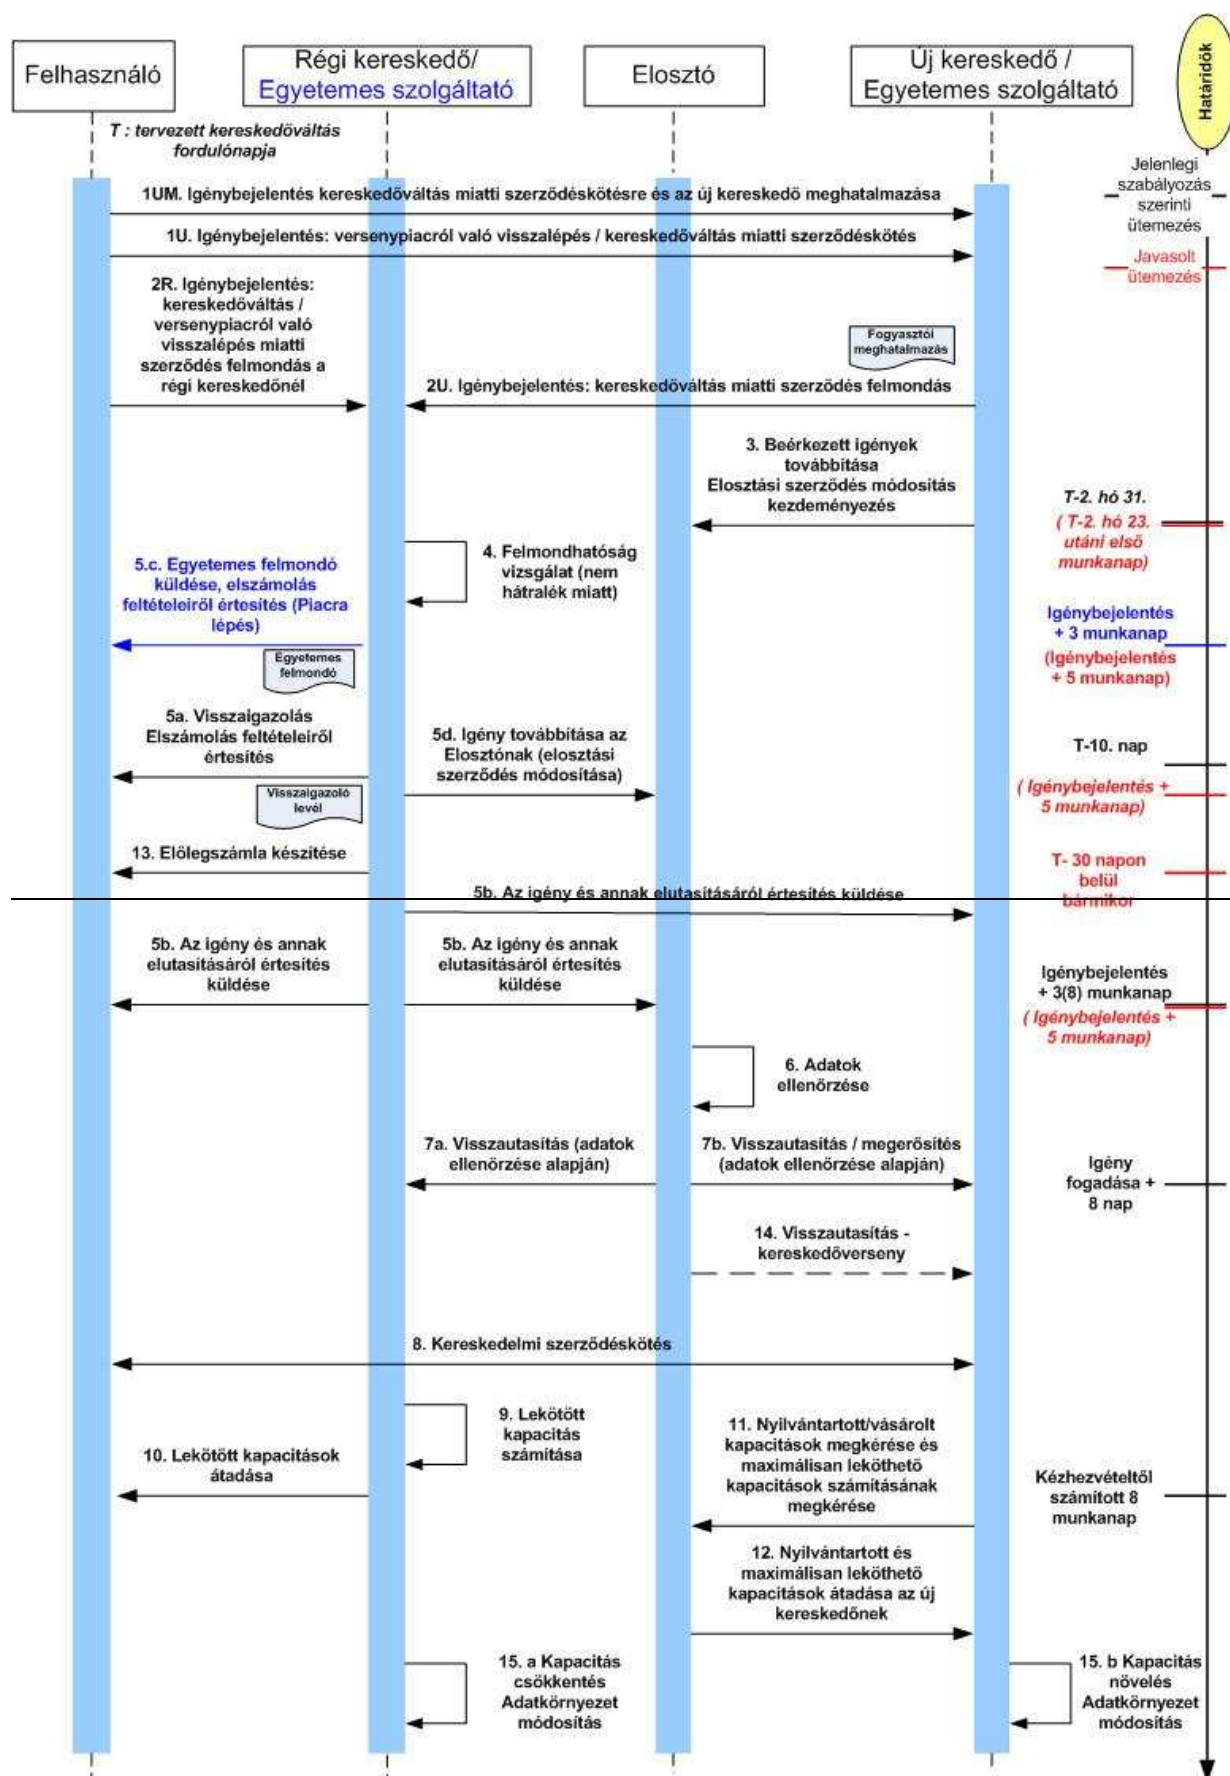 Felhasználó
Régi kereskedő/
Egyetemes szolgáltató
Elosztó
Új kereskedő /
Egyetemes szolgáltató
Határidők
T : tervezett kereskedőváltás
fordulónapja
Jelenlegi
szabályozás
szerinti
ütemezés
1UM. Igénybejelentés kereskedőváltás miatti szerződéskötésre és az új kereskedő meghatalmazása
1U. Igénybejelentés: versenypiacról való visszalépés / kereskedőváltás miatti szerződéskötés
Javasolt
ütemezés
2R. Igénybejelentés:
kereskedőváltás /
versenypiacról való
visszalépés miatti
szerződés felmondás a
régi kereskedőnél
Fogyasztói
meghatalmazás
2U. Igénybejelentés: kereskedőváltás miatti szerződés felmondás
3. Beérkezett igények
továbbítása
Elosztási szerződés módosítás
kezdeményezés
T-2. hó 31.
( T-2. hó 23.
utáni első
munkanap)
4. Felmondhatóság
vizsgálat (nem
hátralék miatt)
5.c. Egyetemes felmondó
küldése, elszámolás
feltételeiről értesítés (Piacra
lépés)
Igénybejelentés
+ 3 munkanap
(Igénybejelentés
+ 5 munkanap)
Egyetemes
felmondó
5a. Visszaigazolás
Elszámolás feltételeiről
értesítés
5d. Igény továbbítása az
Elosztónak (elosztási
szerződés módosítása)
T-10. nap
( Igénybejelentés +
5 munkanap)
Visszaigazoló
levél
13. Előlegszámla készítése
T- 30 napon
belül
bármikor
5b. Az igény és annak elutasításáról értesítés küldése
5b. Az igény és annak
elutasításáról értesítés
küldése
5b. Az igény és annak
elutasításáról értesítés
küldése
Igénybejelentés
+ 3(8) munkanap
( Igénybejelentés +
5 munkanap)
6. Adatok
ellenőrzése
7a. Visszautasítás (adatok
ellenőrzése alapján)
7b. Visszautasítás / megerősítés
(adatok ellenőrzése alapján)
Igény
fogadása +
8 nap
14. Visszautasítás -
kereskedőverseny
8. Kereskedelmi szerződéskötés
9. Lekötött
kapacitás
számítása
10. Lekötött kapacitások
átadása
11. Nyilvántartott/vásárolt
kapacitások megkérése és
maximálisan leköthető
kapacitások számításának
megkérése
Kézhezvételtől
számított 8
munkanap
12. Nyilvántartott és
maximálisan leköthető
kapacitások átadása az új
kereskedőnek
15. a Kapacitás
csökkentés
Adatkörnyezet
módosítás
15. b Kapacitás
növelés
Adatkörnyezet
módosítás